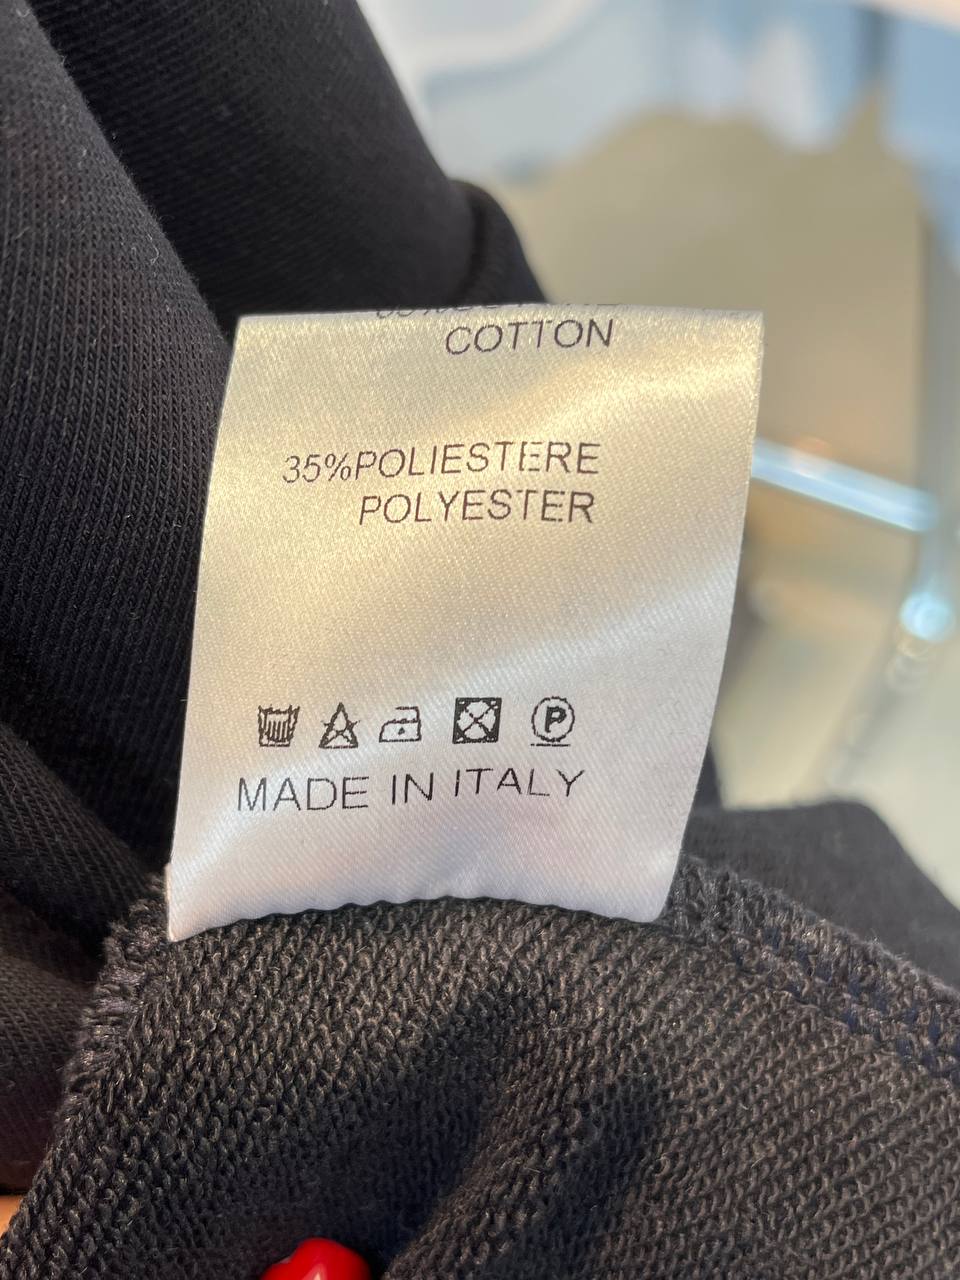 COTTON
35%POLIESTERE
POLYESTER
P
MADE IN ITALY